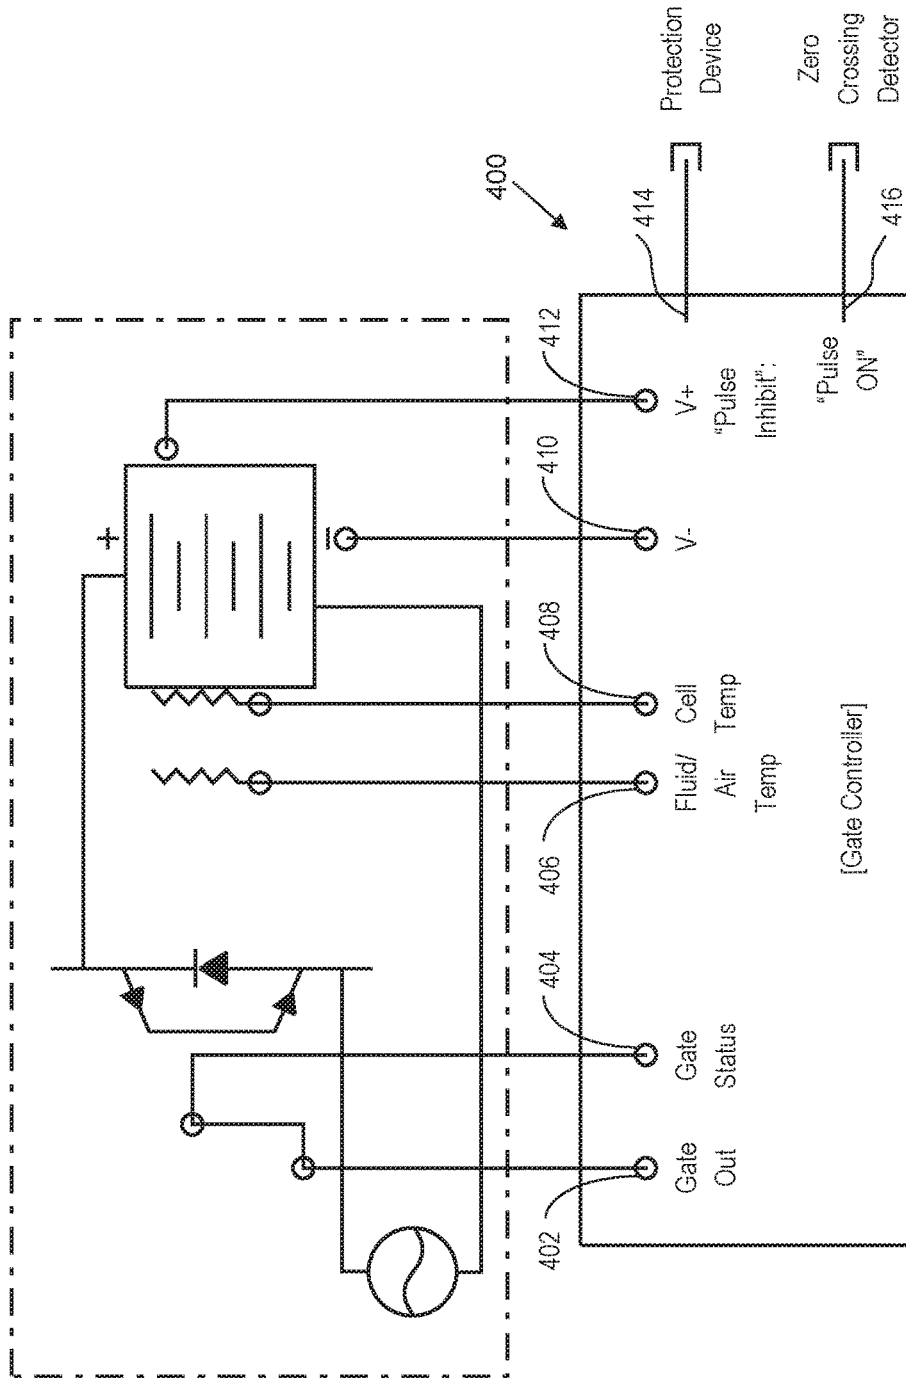 400
+
–
402
404
406
408
410
412
414
416
Gate
Out
Gate
Status
Fluid/
Air
Temp
Cell
Temp
V-
V+
"Pulse
Inhibit":
"Pulse
ON"
[Gate Controller]
Protection
Device
Zero
Crossing
Detector